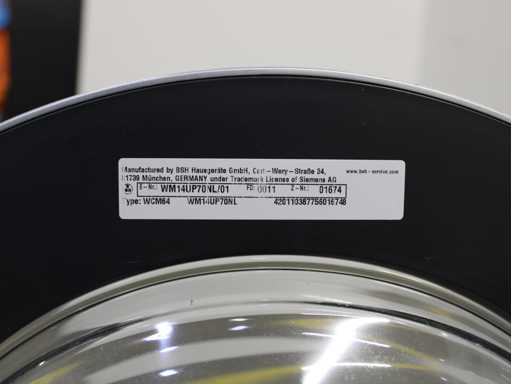 Manufactured by BSH Hausgeräte GmbH, Carl-Wery-Straße 34,
81739 München, GERMANY under Trademark License of Siemens AG
www.bsh-service.com
E-Nr.: WM14UP70NL/01 FD: 0011 Z-Nr.: 01674
Type: WCM64 WM14UP70NL